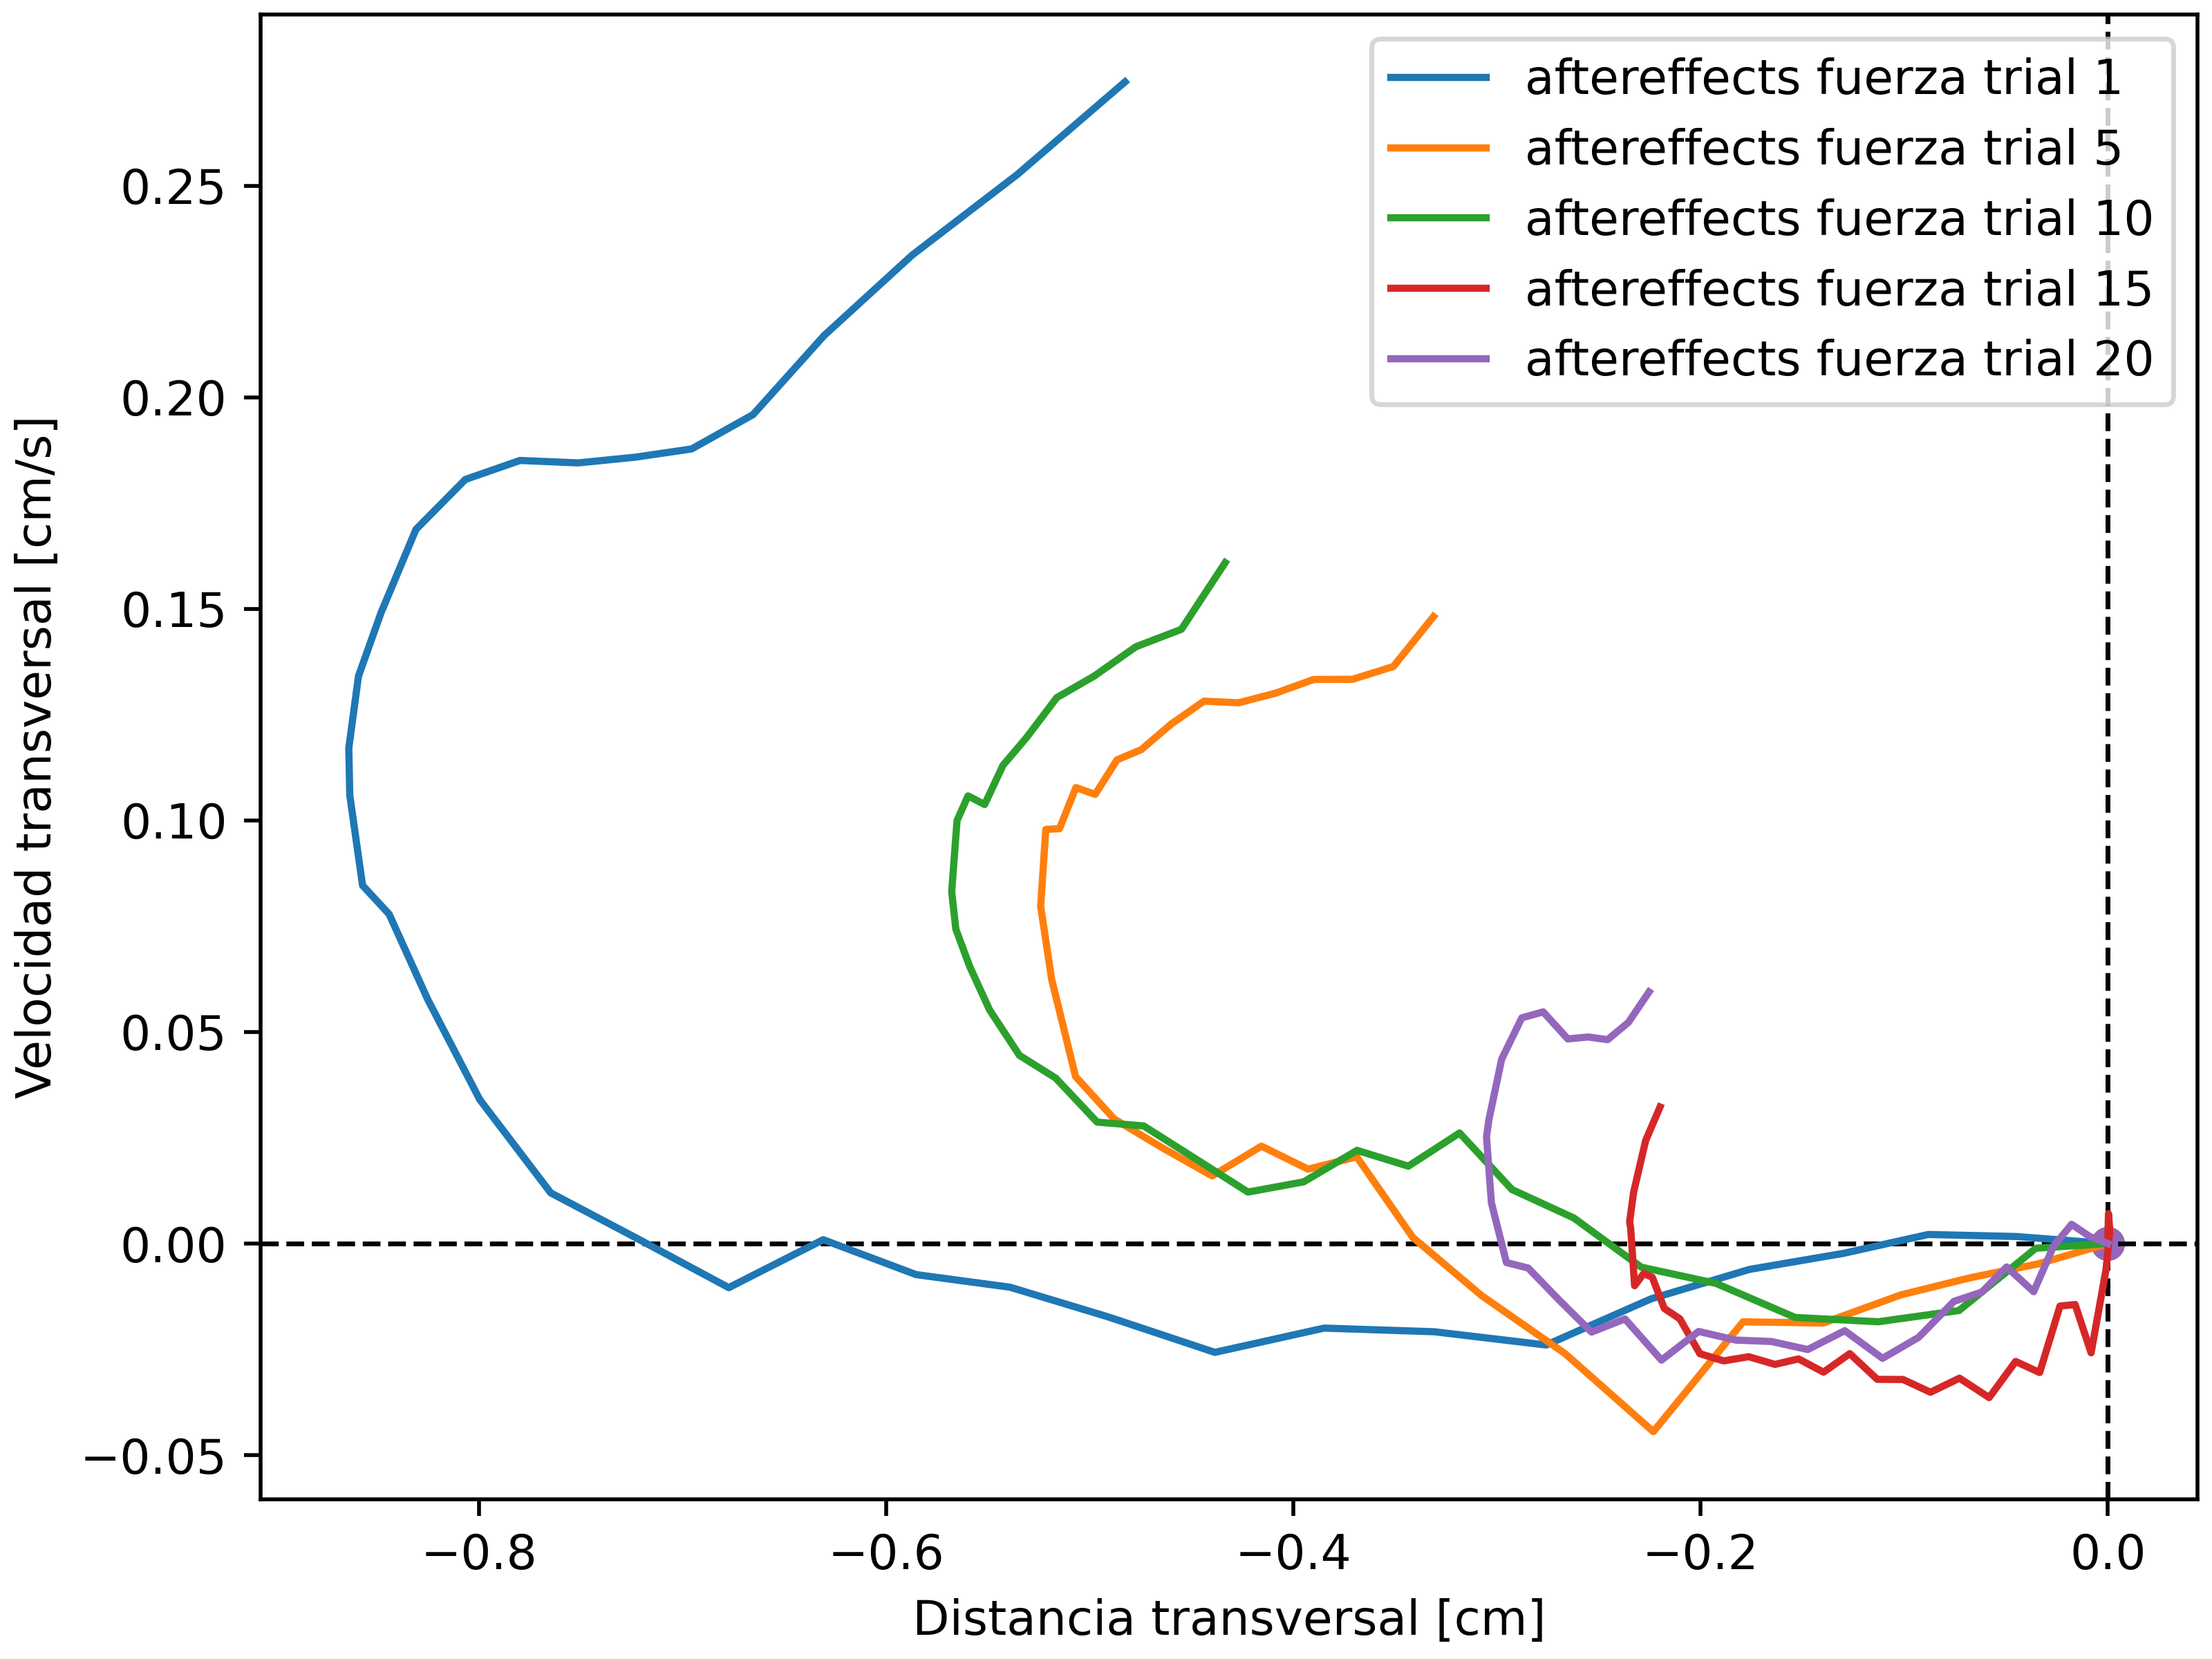 aftereffects fuerza trial 1
aftereffects fuerza trial 5
aftereffects fuerza trial 10
aftereffects fuerza trial 15
aftereffects fuerza trial 20
Velocidad transversal [cm/s]
0.25
0.20
0.15
0.10
0.05
0.00
−0.05
−0.8 −0.6 −0.4 −0.2 0.0
Distancia transversal [cm]